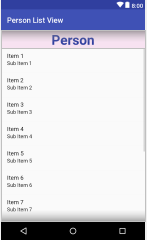 8:00
Person List View
Person
Item 1
Sub Item 1
Item 2
Sub Item 2
Item 3
Sub Item 3
Item 4
Sub Item 4
Item 5
Sub Item 5
Item 6
Sub Item 6
Item 7
Sub Item 7